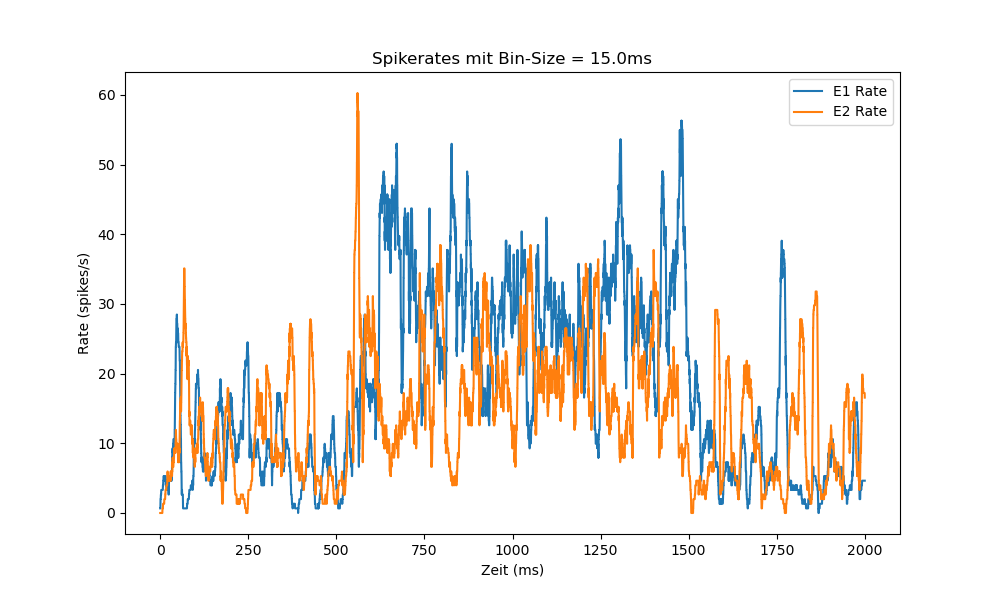 Spikerates mit Bin-Size = 15.0ms
E1 Rate
E2 Rate
Rate (spikes/s)
60
50
40
30
20
10
0
0 250 500 750 1000 1250 1500 1750 2000
Zeit (ms)